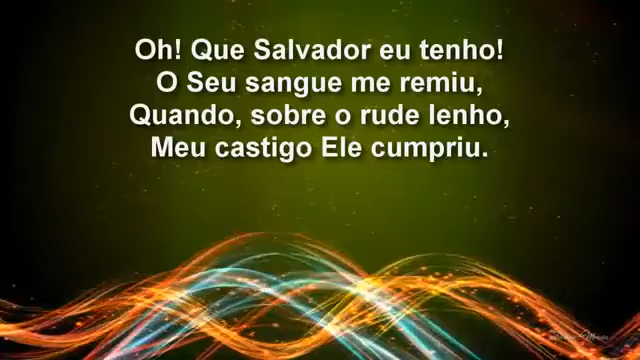 Oh! Que Salvador eu tenho!
O Seu sangue me remiu,
Quando, sobre o rude lenho,
Meu castigo Ele cumpriu.